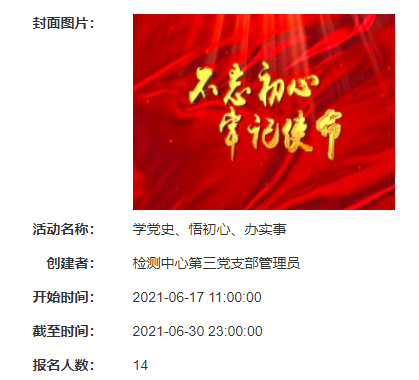 封面图片：
不忘初心
牢记使命
活动名称： 学党史、悟初心、办实事
创建者： 检测中心第三党支部管理员
开始时间： 2021-06-17 11:00:00
截至时间： 2021-06-30 23:00:00
报名人数： 14